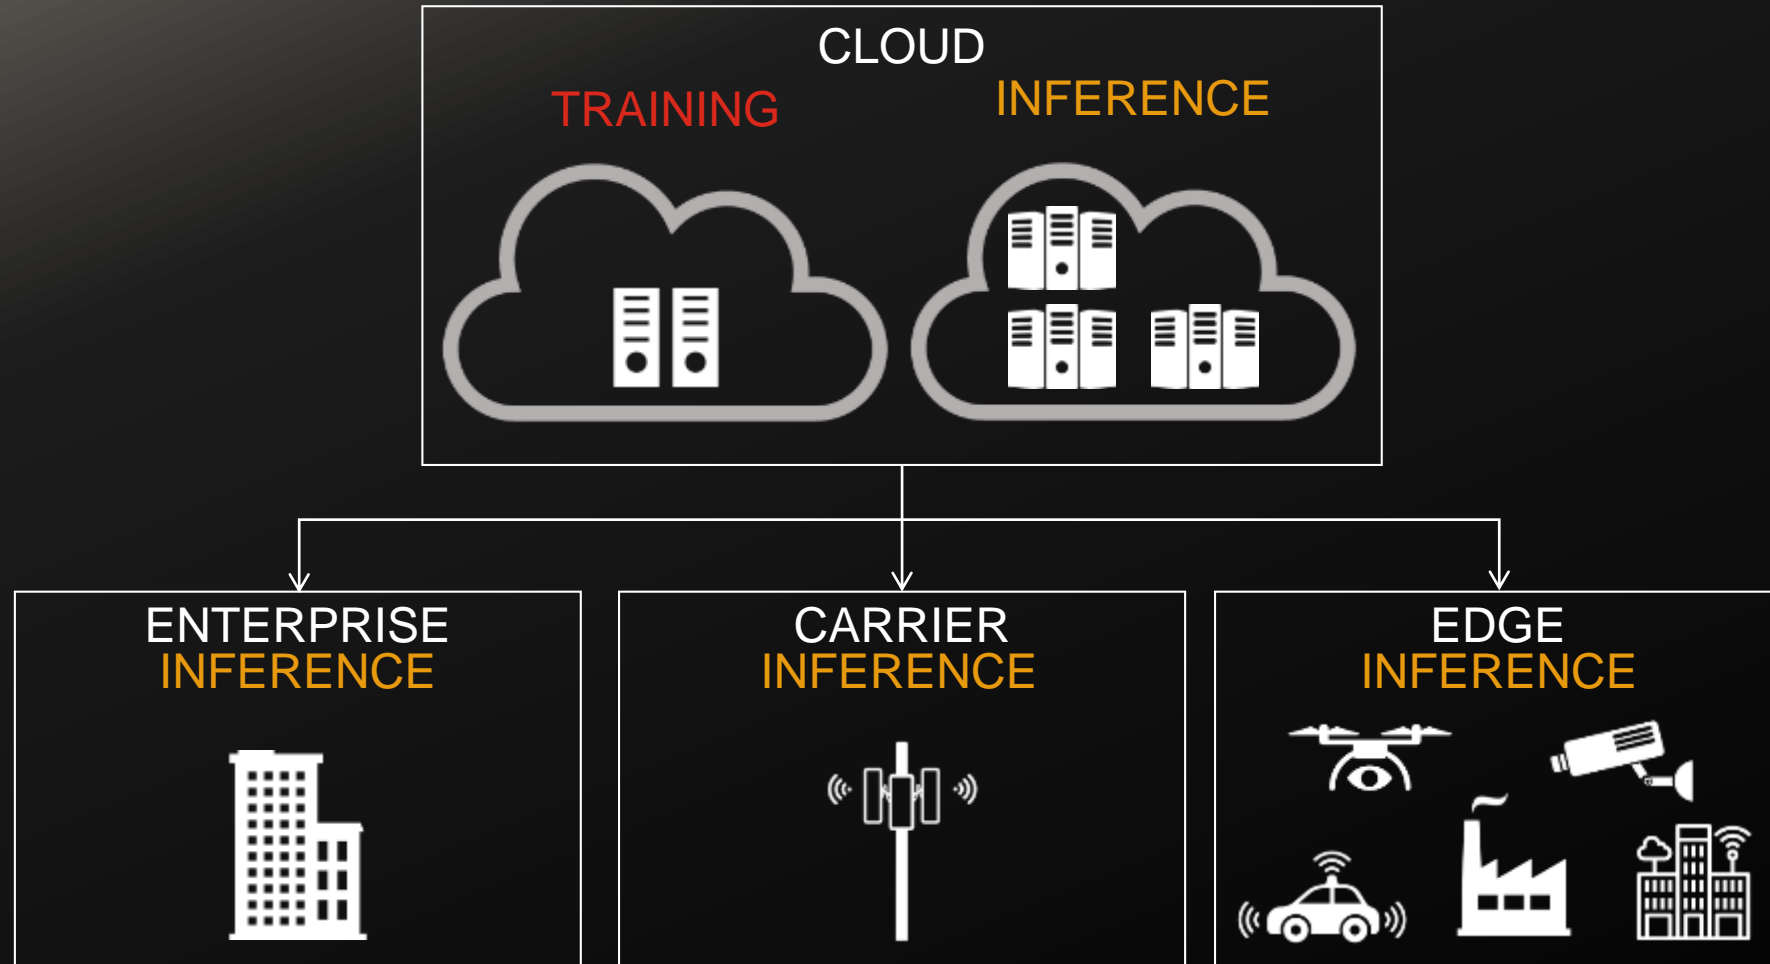 CLOUD
TRAINING
INFERENCE
ENTERPRISE
INFERENCE
CARRIER
INFERENCE
EDGE
INFERENCE